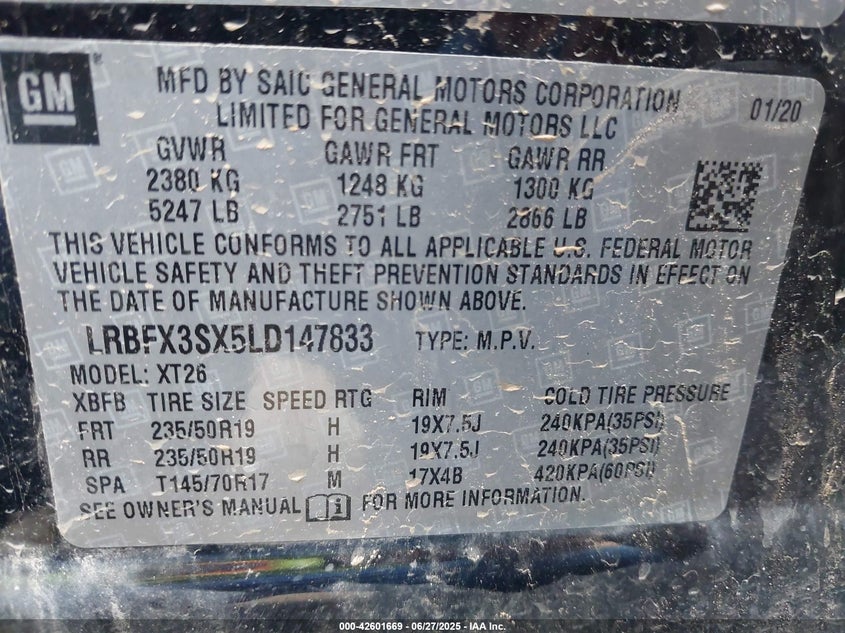 GM ®
MFD BY SAIC GENERAL MOTORS CORPORATION
LIMITED FOR GENERAL MOTORS LLC
01/20
GVWR GAWR FRT GAWR RR
2380 KG 1248 KG 1300 KG
5247 LB 2751 LB 2866 LB
THIS VEHICLE CONFORMS TO ALL APPLICABLE U.S. FEDERAL MOTOR
VEHICLE SAFETY AND THEFT PREVENTION STANDARDS IN EFFECT ON
THE DATE OF MANUFACTURE SHOWN ABOVE.
LRBFX3SX5LD147833 TYPE: M.P.V.
MODEL: XT26
XBFB TIRE SIZE SPEED RTG RIM COLD TIRE PRESSURE
FRT 235/50R19 H 19X7.5J 240KPA(35PSI)
RR 235/50R19 H 19X7.5J 240KPA(35PSI)
SPA T145/70R17 M 17X4B 420KPA(60PSI)
SEE OWNER'S MANUAL i FOR MORE INFORMATION.
000-42601669 - 06/27/2025 - IAA Inc.